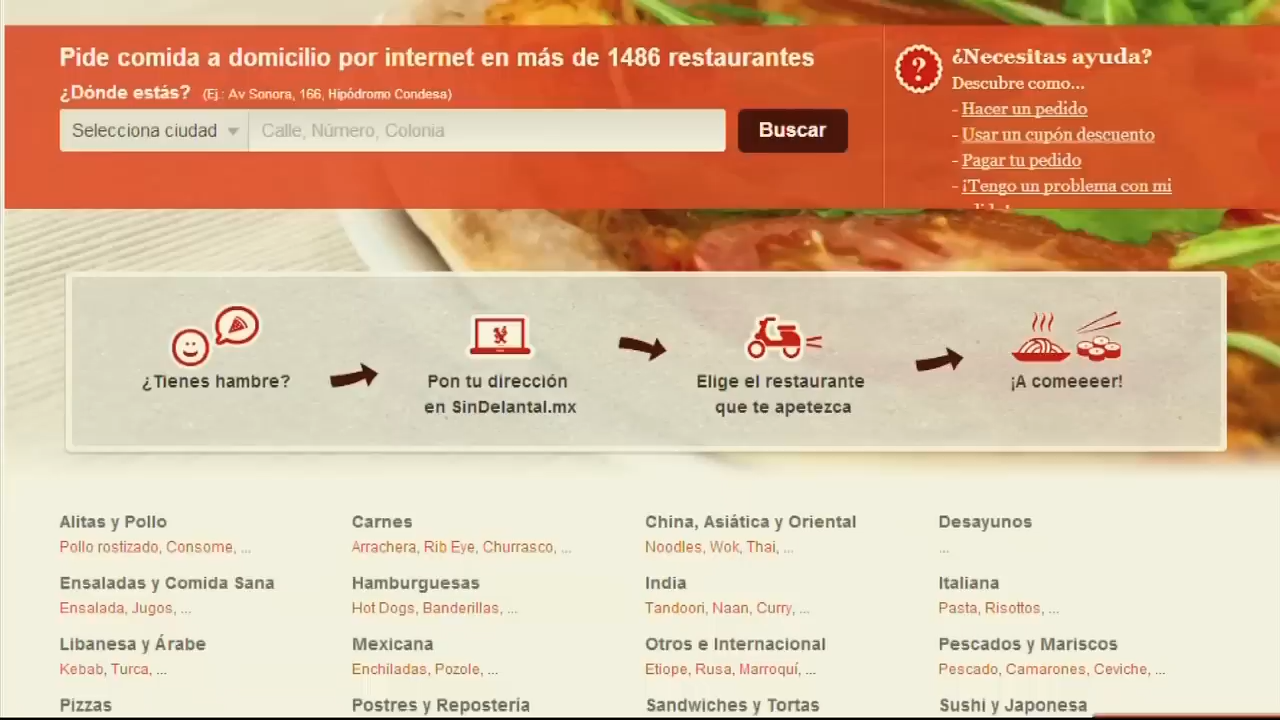 Pide comida a domicilio por internet en más de 1486 restaurantes
¿Dónde estás? (Ej.: Av Sonora, 166, Hipódromo Condesa)
Selecciona ciudad
Calle, Número, Colonia
Buscar
?
¿Necesitas ayuda?
Descubre como...
- Hacer un pedido
- Usar un cupón descuento
- Pagar tu pedido
- ¡Tengo un problema con mi
¿Tienes hambre?
Pon tu dirección
en SinDelantal.mx
Elige el restaurante
que te apetezca
¡A comeeeer!
Alitas y Pollo
Pollo rostizado, Consome, ...
Carnes
Arrachera, Rib Eye, Churrasco, ...
China, Asiática y Oriental
Noodles, Wok, Thai, ...
Desayunos
...
Ensaladas y Comida Sana
Ensalada, Jugos, ...
Hamburguesas
Hot Dogs, Banderillas, ...
India
Tandoori, Naan, Curry, ...
Italiana
Pasta, Risottos, ...
Libanesa y Árabe
Kebab, Turca, ...
Mexicana
Enchiladas, Pozole, ...
Otros e Internacional
Etiope, Rusa, Marroquí, ...
Pescados y Mariscos
Pescado, Camarones, Ceviche, ...
Pizzas
Postres y Repostería
Sandwiches y Tortas
Sushi y Japonesa